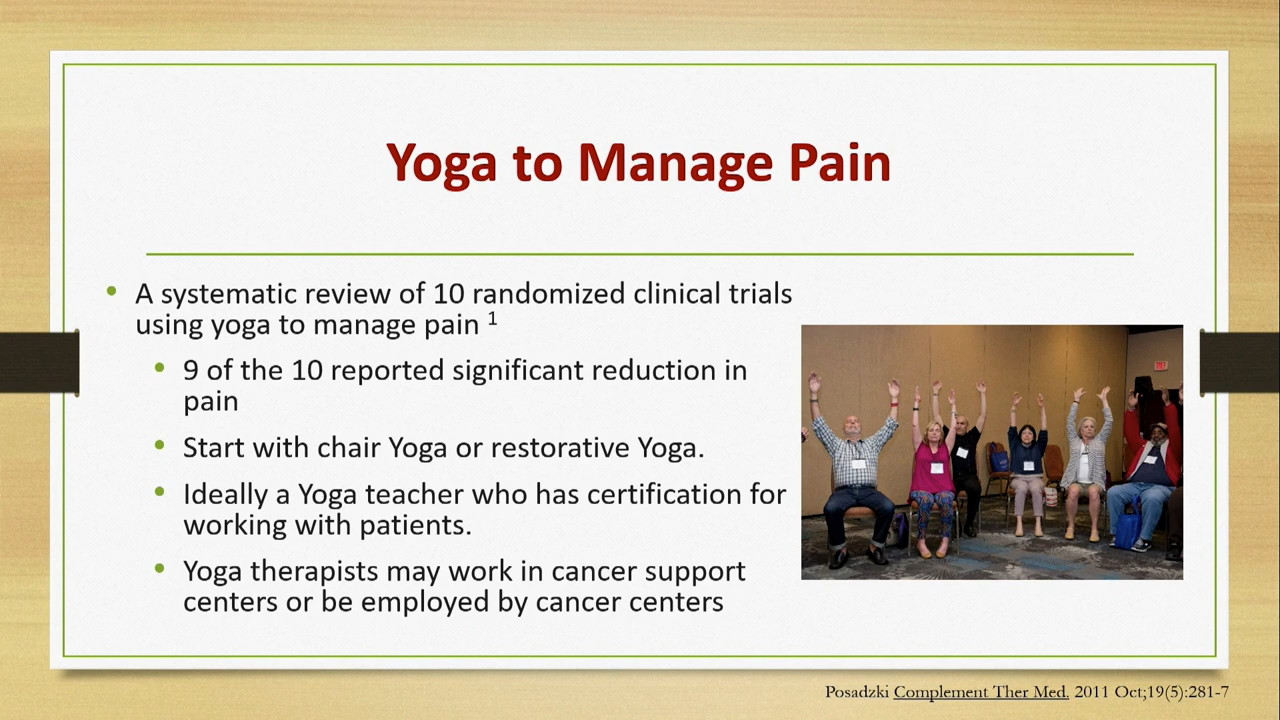 Yoga to Manage Pain
A systematic review of 10 randomized clinical trials
using yoga to manage pain 1
9 of the 10 reported significant reduction in
pain
Start with chair Yoga or restorative Yoga.
Ideally a Yoga teacher who has certification for
working with patients.
Yoga therapists may work in cancer support
centers or be employed by cancer centers
Posadzki Complement Ther Med. 2011 Oct;19(5):281-7